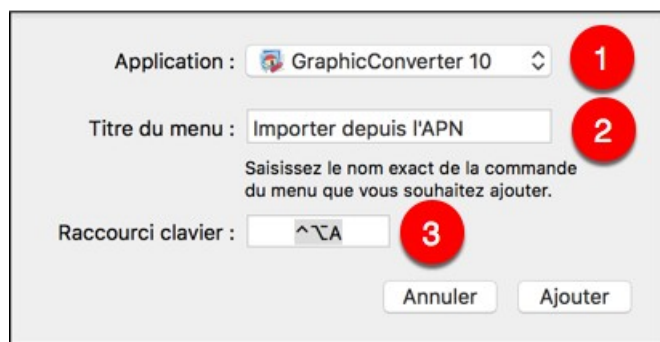 Application : GraphicConverter 10 1
Titre du menu : Importer depuis l'APN 2
Saisissez le nom exact de la commande
du menu que vous souhaitez ajouter.
Raccourci clavier : ^⌥A 3
Annuler Ajouter